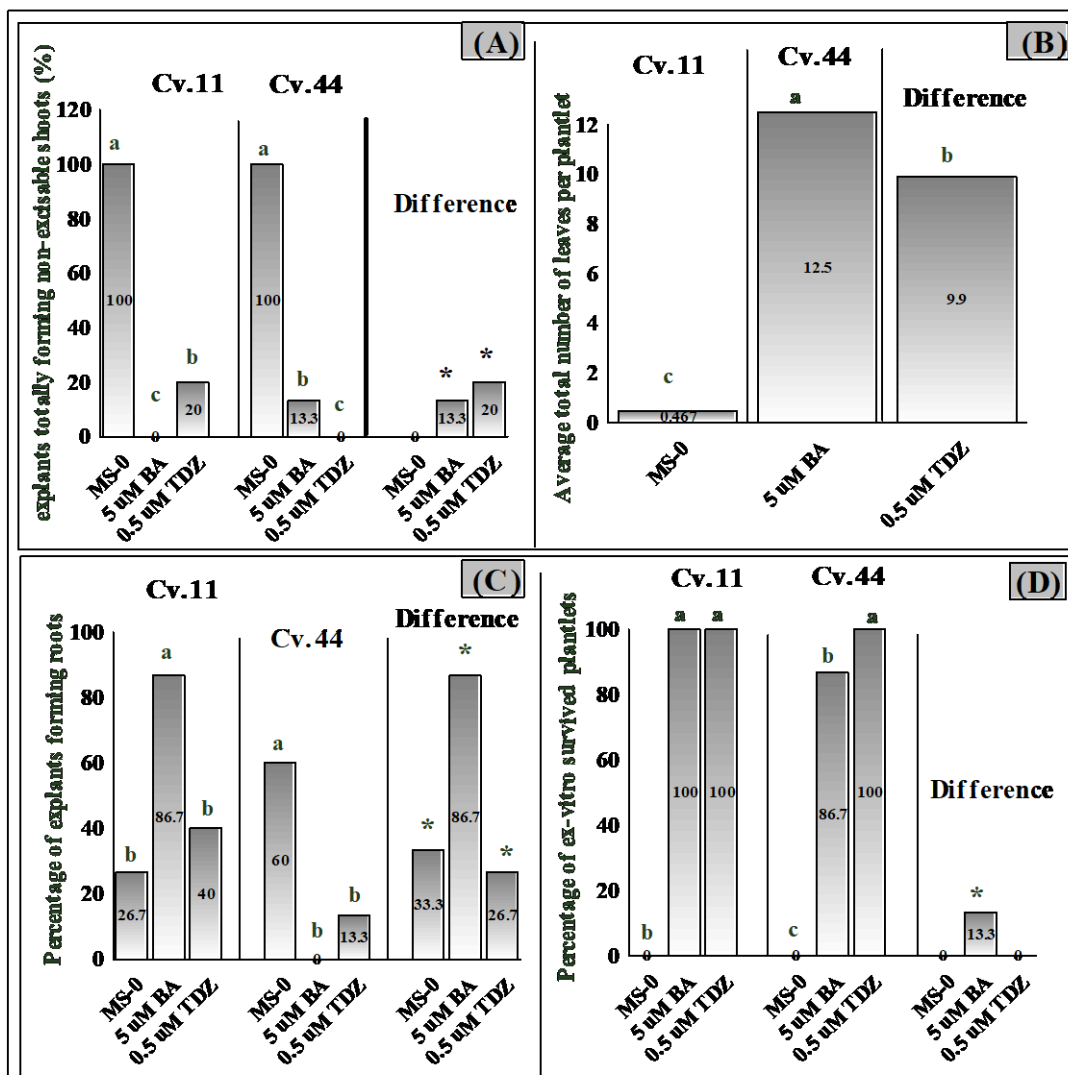 (A)
Cv.11 Cv.44
explants totally forming non-excisable shoots (%)
Difference
120
100
80
60
40
20
0
a
100
c
0
b
20
a
100
b
13.3
c
0
0
*
13.3
*
20
MS-0 5 uM BA 0.5 uM TDZ
MS-0 5 uM BA 0.5 uM TDZ
MS-0 5 uM BA 0.5 uM TDZ
(B)
Cv.11 Cv.44 Difference
Average total number of leaves per plantlet
12
10
8
6
4
2
0
c
0.467
a
12.5
b
9.9
MS-0 5 uM BA 0.5 uM TDZ
(C)
Cv.11
Cv.44
Difference
Percentage of explants forming roots
100
80
60
40
20
0
b
26.7
a
86.7
b
40
a
60
b
0
b
13.3
*
33.3
*
86.7
*
26.7
MS-0 5 uM BA 0.5 uM TDZ
MS-0 5 uM BA 0.5 uM TDZ
MS-0 5 uM BA 0.5 uM TDZ
(D)
Cv.11 Cv.44
Difference
Percentage of ex-vitro survived plantlets
100
80
60
40
20
0
b
0
a
100
a
100
c
0
b
86.7
a
100
0
*
13.3
0
MS-0 5 uM BA 0.5 uM TDZ
MS-0 5 uM BA 0.5 uM TDZ
MS-0 5 uM BA 0.5 uM TDZ